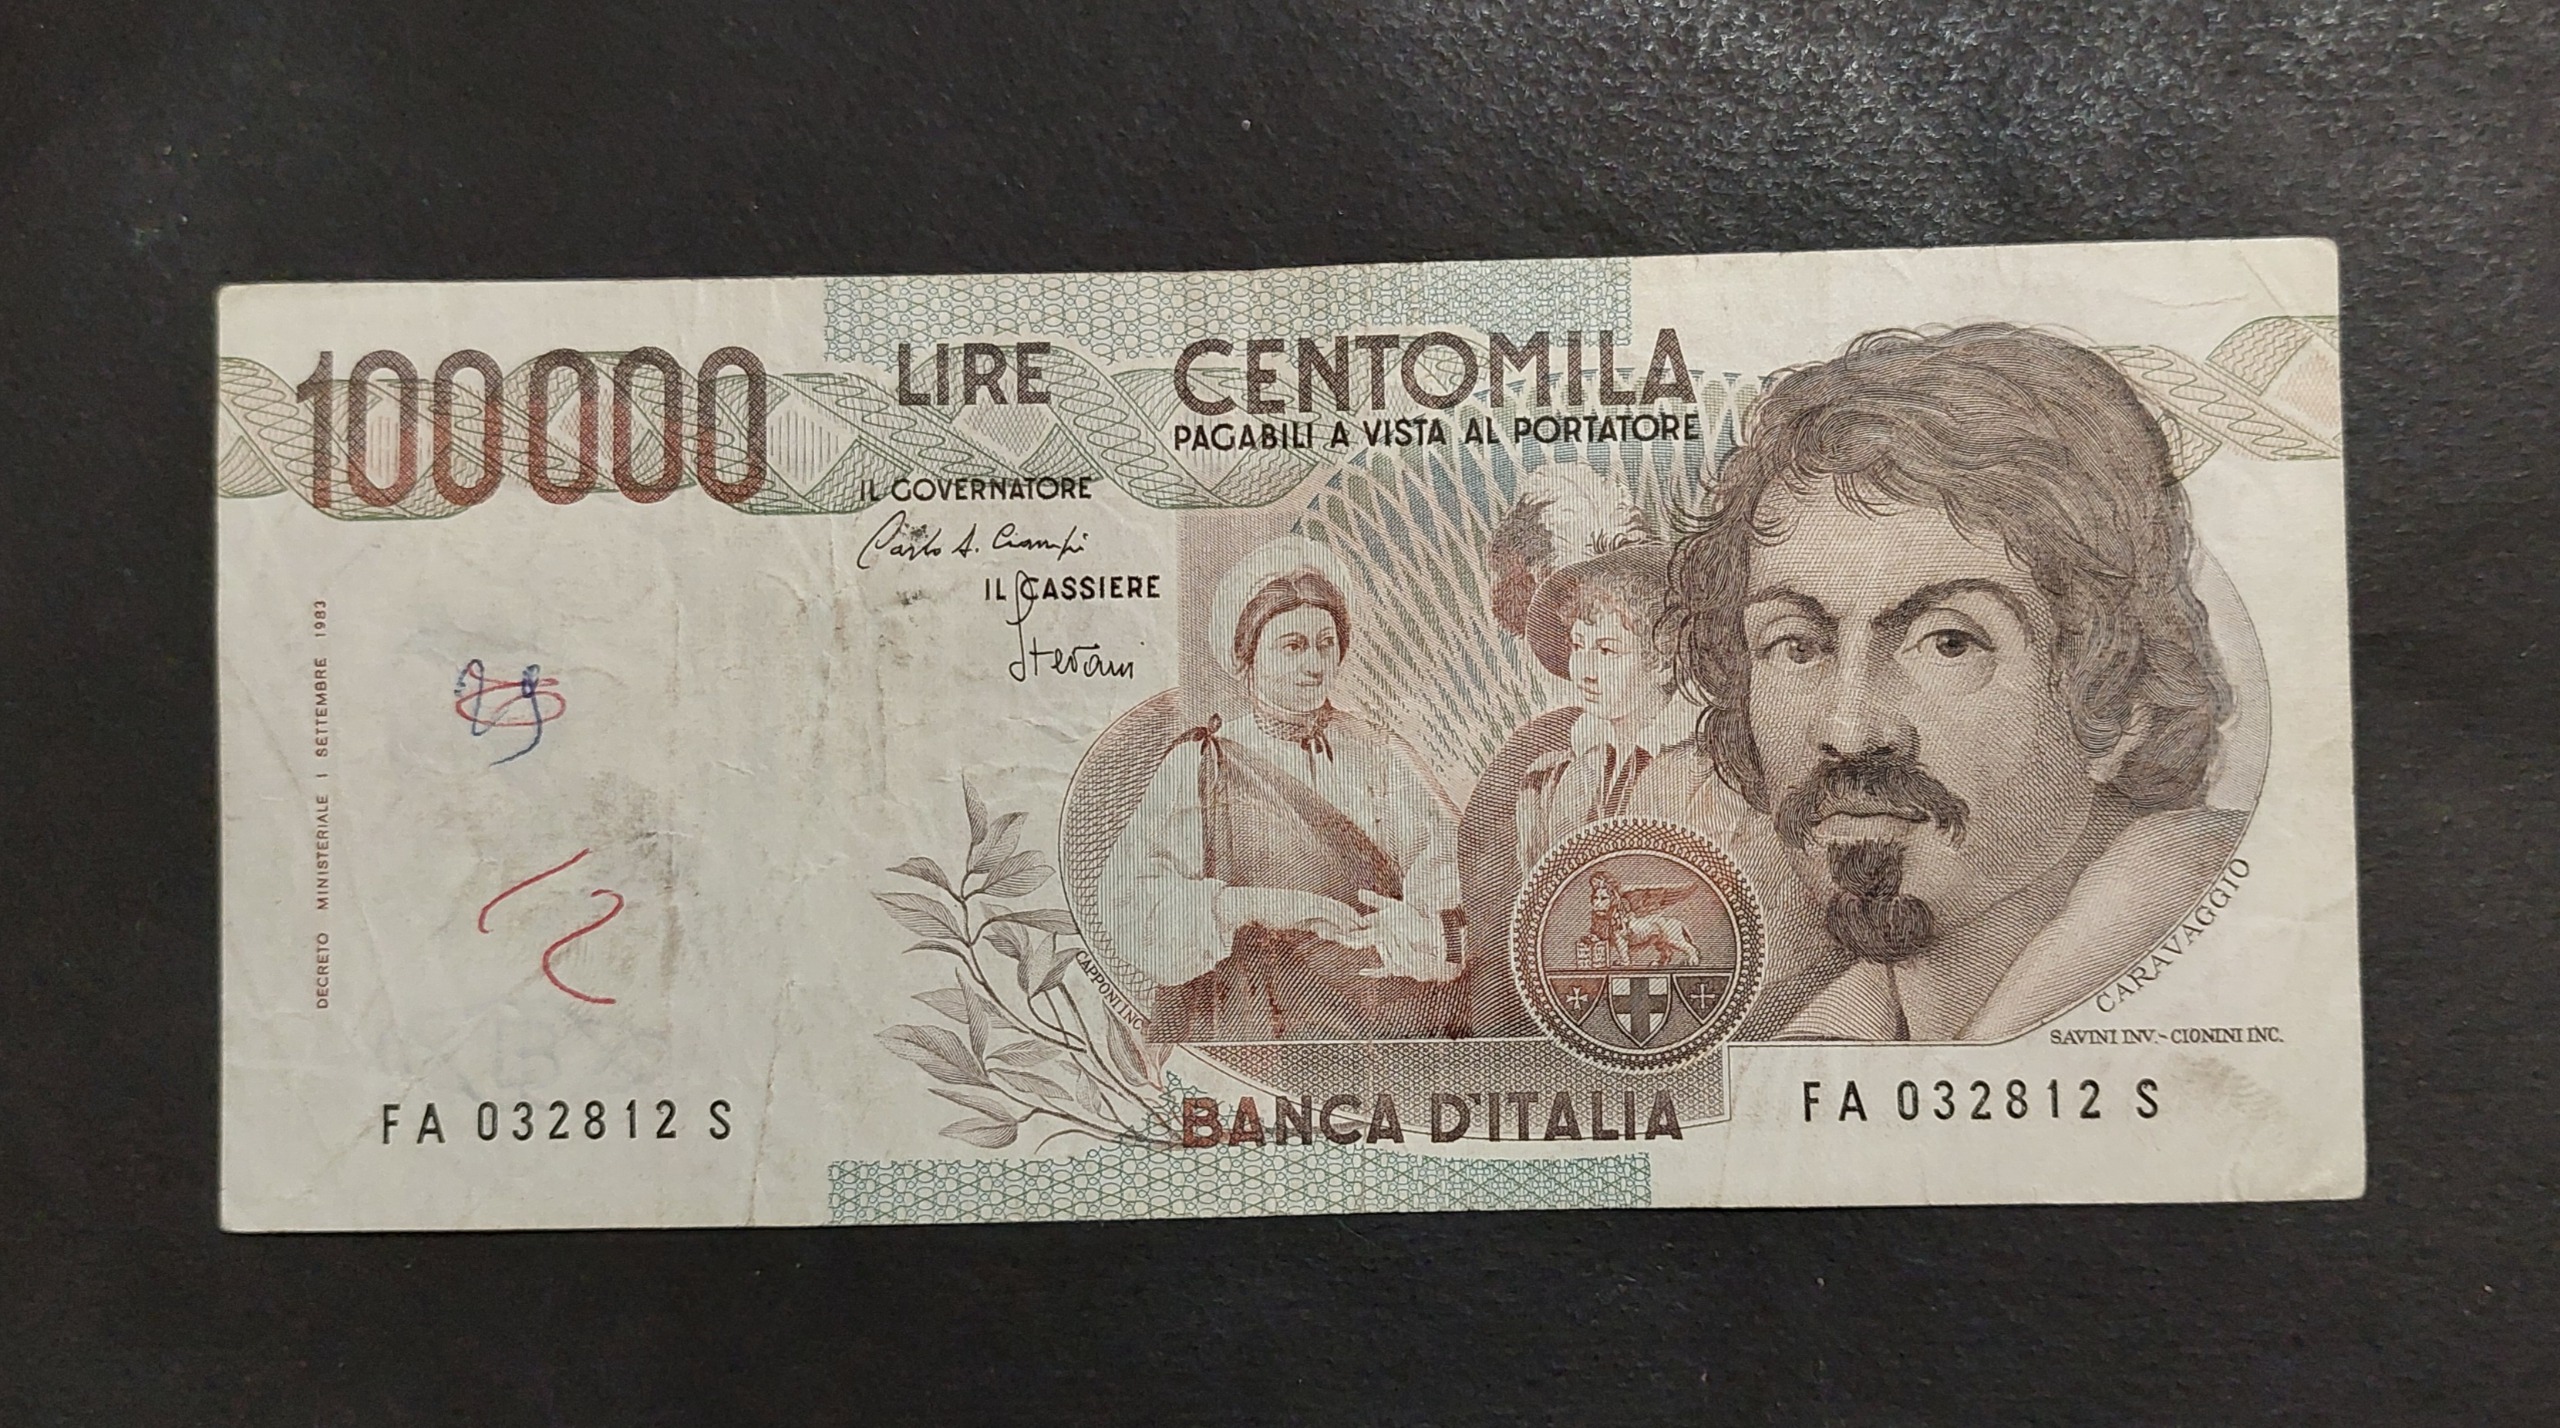 100000
LIRE CENTOMILA
PAGABILI A VISTA AL PORTATORE
IL GOVERNATORE
Carlo A. Ciampi
IL CASSIERE
Stevani
DECRETO MINISTERIALE 1 SETTEMBRE 1983
CAPPONI INC.
CARAVAGGIO
SAVINI INV.-CIONINI INC.
FA 032812 S
BANCA D'ITALIA
FA 032812 S